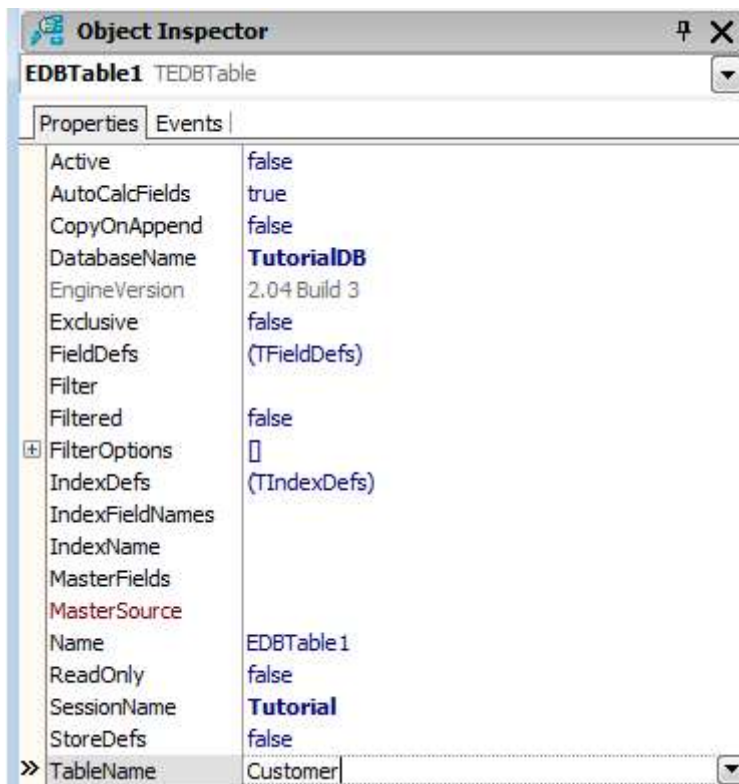 Object Inspector
EDBTable1 TEDBTable
Properties Events
Active false
AutoCalcFields true
CopyOnAppend false
DatabaseName TutorialDB
EngineVersion 2.04 Build 3
Exclusive false
FieldDefs (TFieldDefs)
Filter
Filtered false
FilterOptions []
IndexDefs (TIndexDefs)
IndexFieldNames
IndexName
MasterFields
MasterSource
Name EDBTable1
ReadOnly false
SessionName Tutorial
StoreDefs false
» TableName Customer